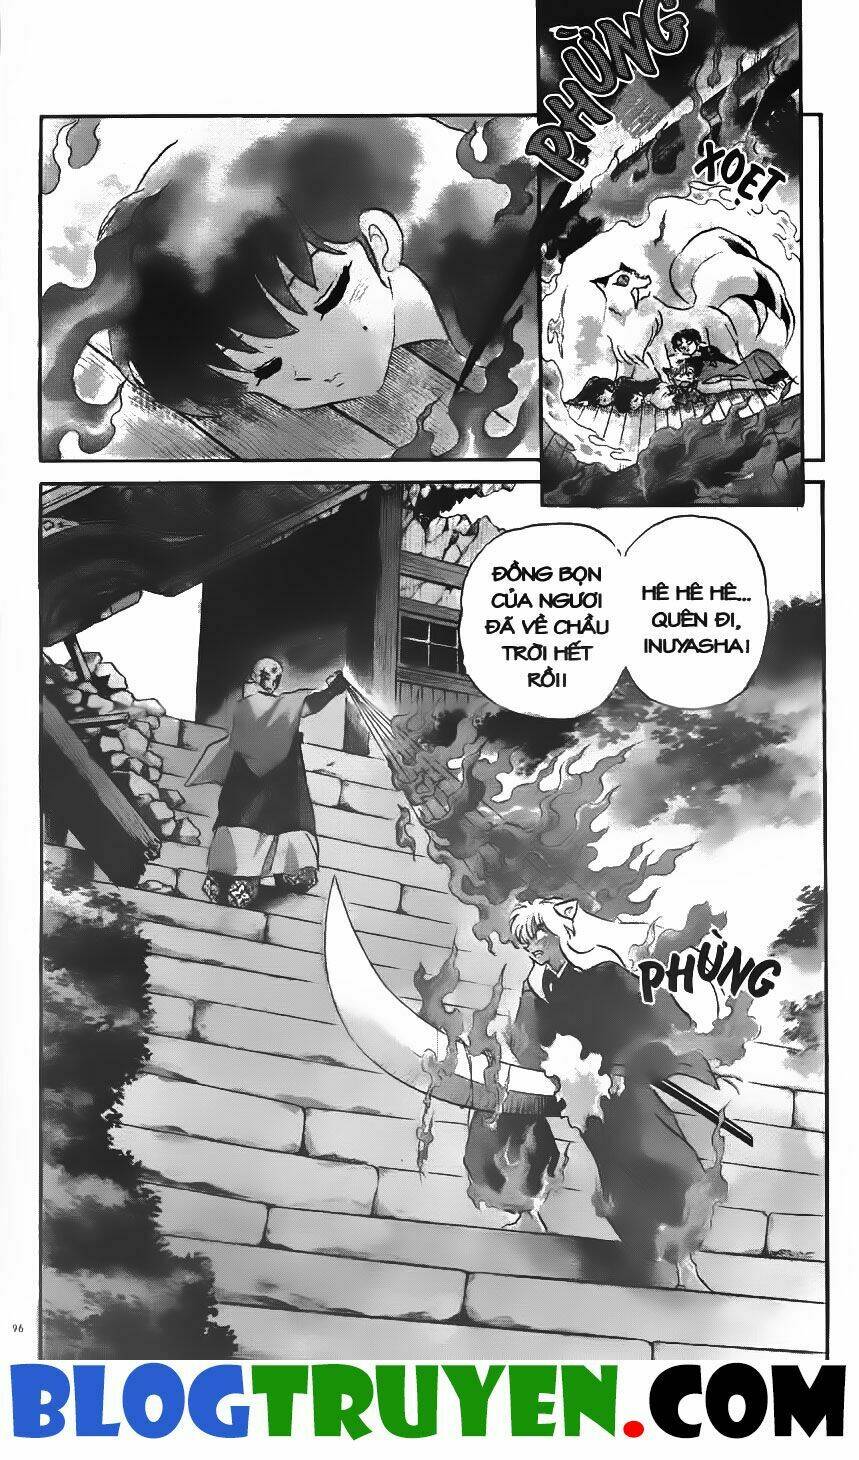 PHÙNG
XOẸT
HÊ HÊ HÊ...
QUÊN ĐI,
INUYASHA!
ĐỒNG BỌN
CỦA NGƯƠI
ĐÃ VỀ CHẦU
TRỜI HẾT
RỒI!
PHỪNG
96
BLOGTRUYEN.COM